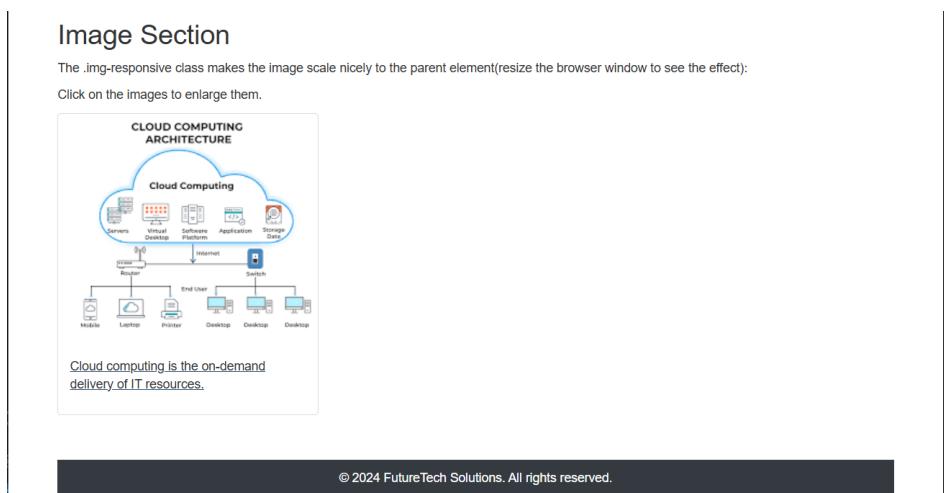 Image Section
The .img-responsive class makes the image scale nicely to the parent element(resize the browser window to see the effect):
Click on the images to enlarge them.
CLOUD COMPUTING
ARCHITECTURE
Cloud Computing
Servers
Virtual
Desktop
Software
Platform
Application
Storage
Data
Internet
Router
Switch
End User
Mobile
Laptop
Printer
Desktop
Desktop
Desktop
Cloud computing is the on-demand
delivery of IT resources.
© 2024 FutureTech Solutions. All rights reserved.